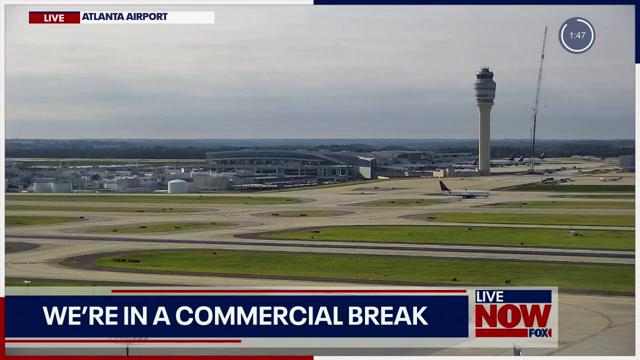 LIVE ATLANTA AIRPORT
1:47
WE'RE IN A COMMERCIAL BREAK
LIVE
NOW
FOX